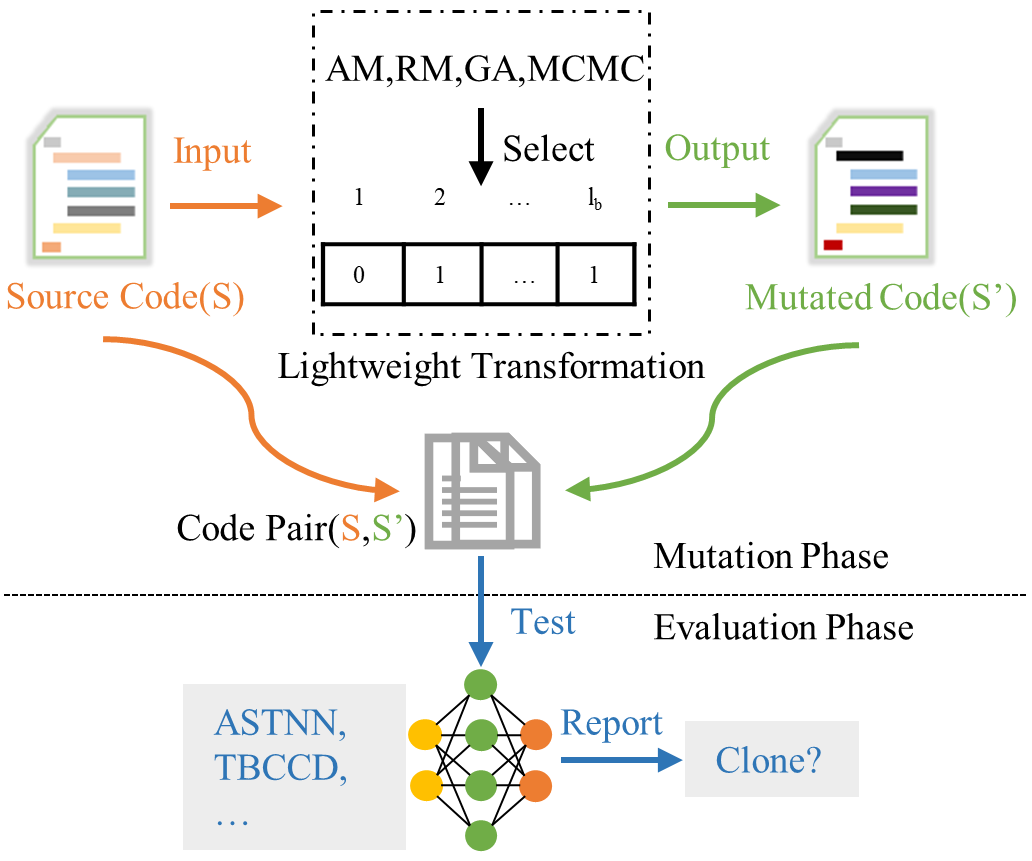 AM,RM,GA,MCMC
Input
Select
Output
1 2 ... l_b
0 1 ... 1
Source Code(S)
Mutated Code(S’)
Lightweight Transformation
Code Pair(S,S’)
Mutation Phase
Test
Evaluation Phase
ASTNN,
TBCCD,
...
Report
Clone?